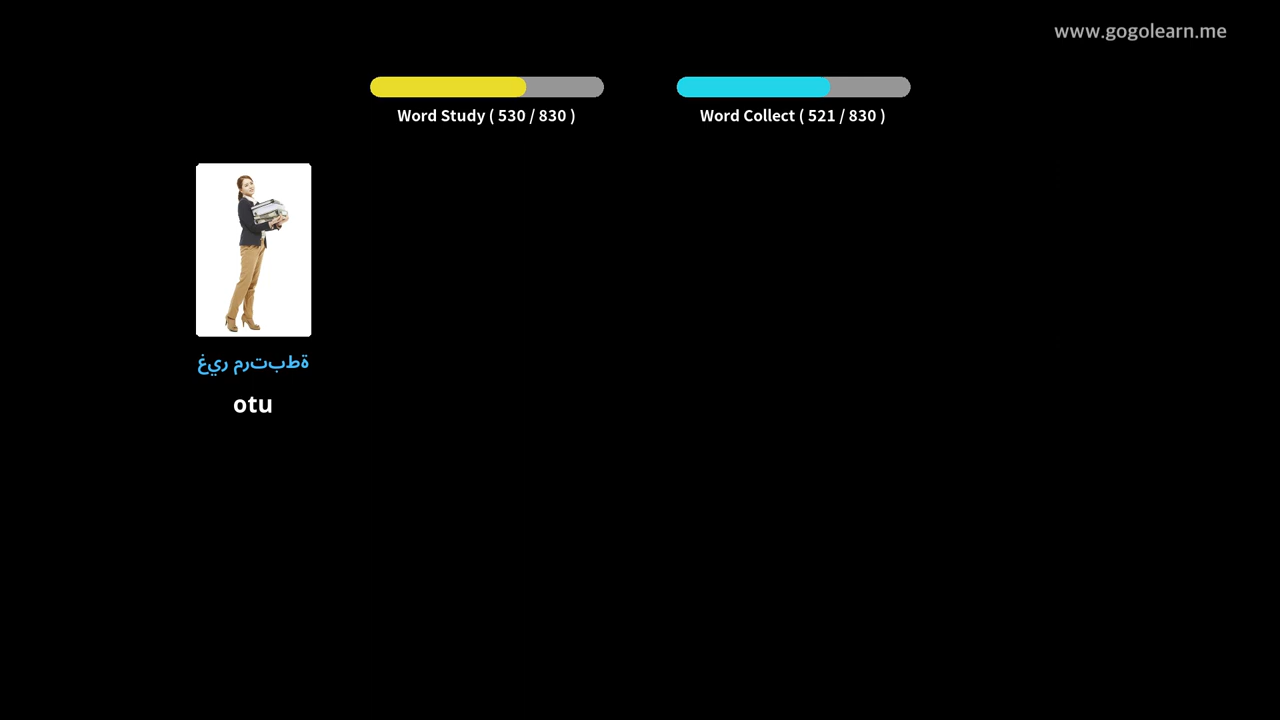 www.gogolearn.me
Word Study ( 530 / 830 )
Word Collect ( 521 / 830 )
غير مرتبطة
otu